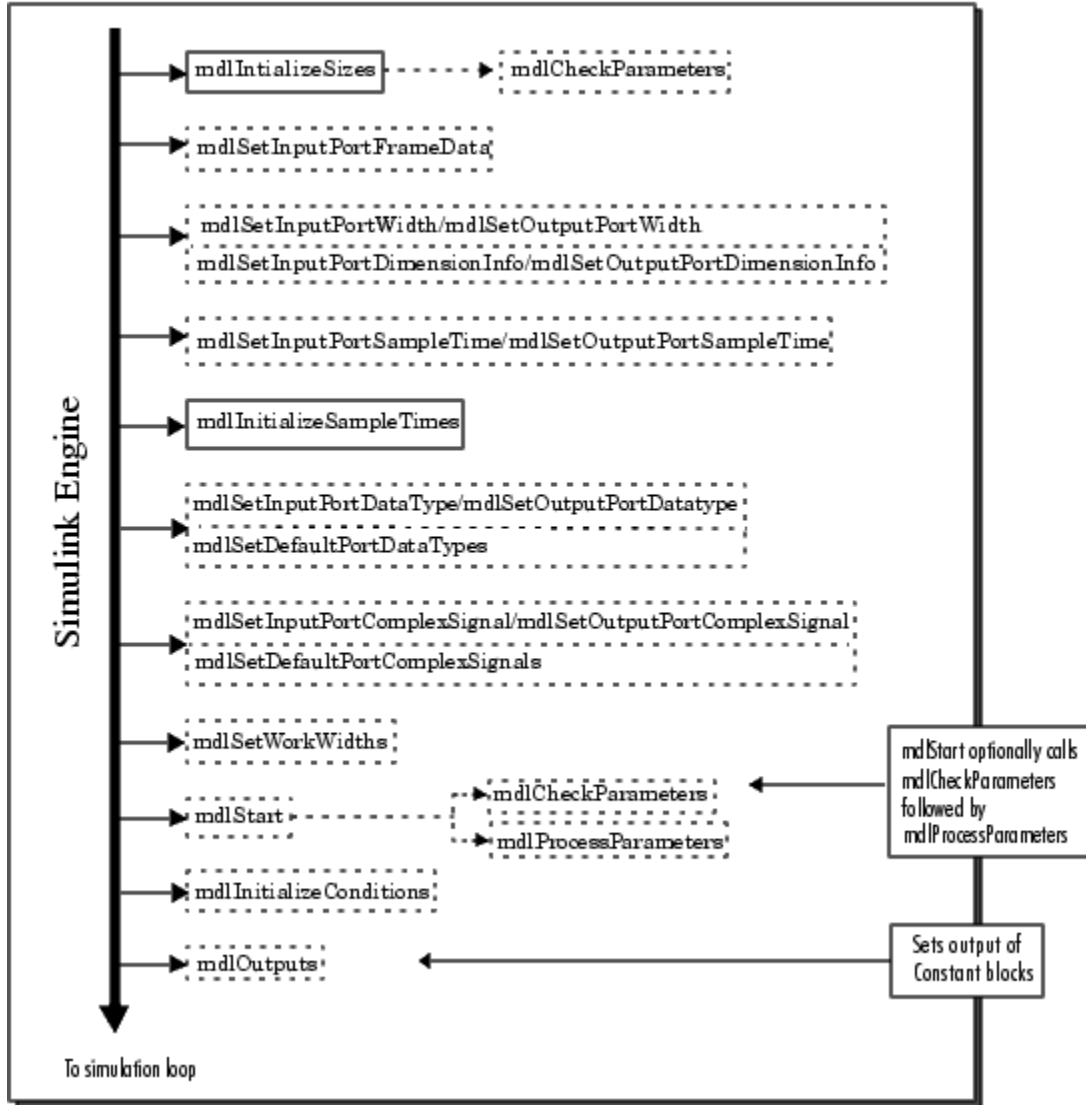 mdlIntializeSizes
mdlCheckParameters
mdlSetInputPortFrameData
mdlSetInputPortWidth/mdlSetOutputPortWidth
mdlSetInputPortDimensionInfo/mdlSetOutputPortDimensionInfo
mdlSetInputPortSampleTime/mdlSetOutputPortSampleTime
mdlInitializeSampleTimes
Simulink Engine
mdlSetInputPortDataType/mdlSetOutputPortDatatype
mdlSetDefaultPortDataTypes
mdlSetInputPortComplexSignal/mdlSetOutputPortComplexSignal
mdlSetDefaultPortComplexSignals
mdlSetWorkWidths
mdlStart
mdlCheckParameters
mdlProcessParameters
mdlStart optionally calls
mdlCheckParameters
followed by
mdlProcessParameters
mdlInitializeConditions
mdlOutputs
Sets output of
Constant blocks
To simulation loop